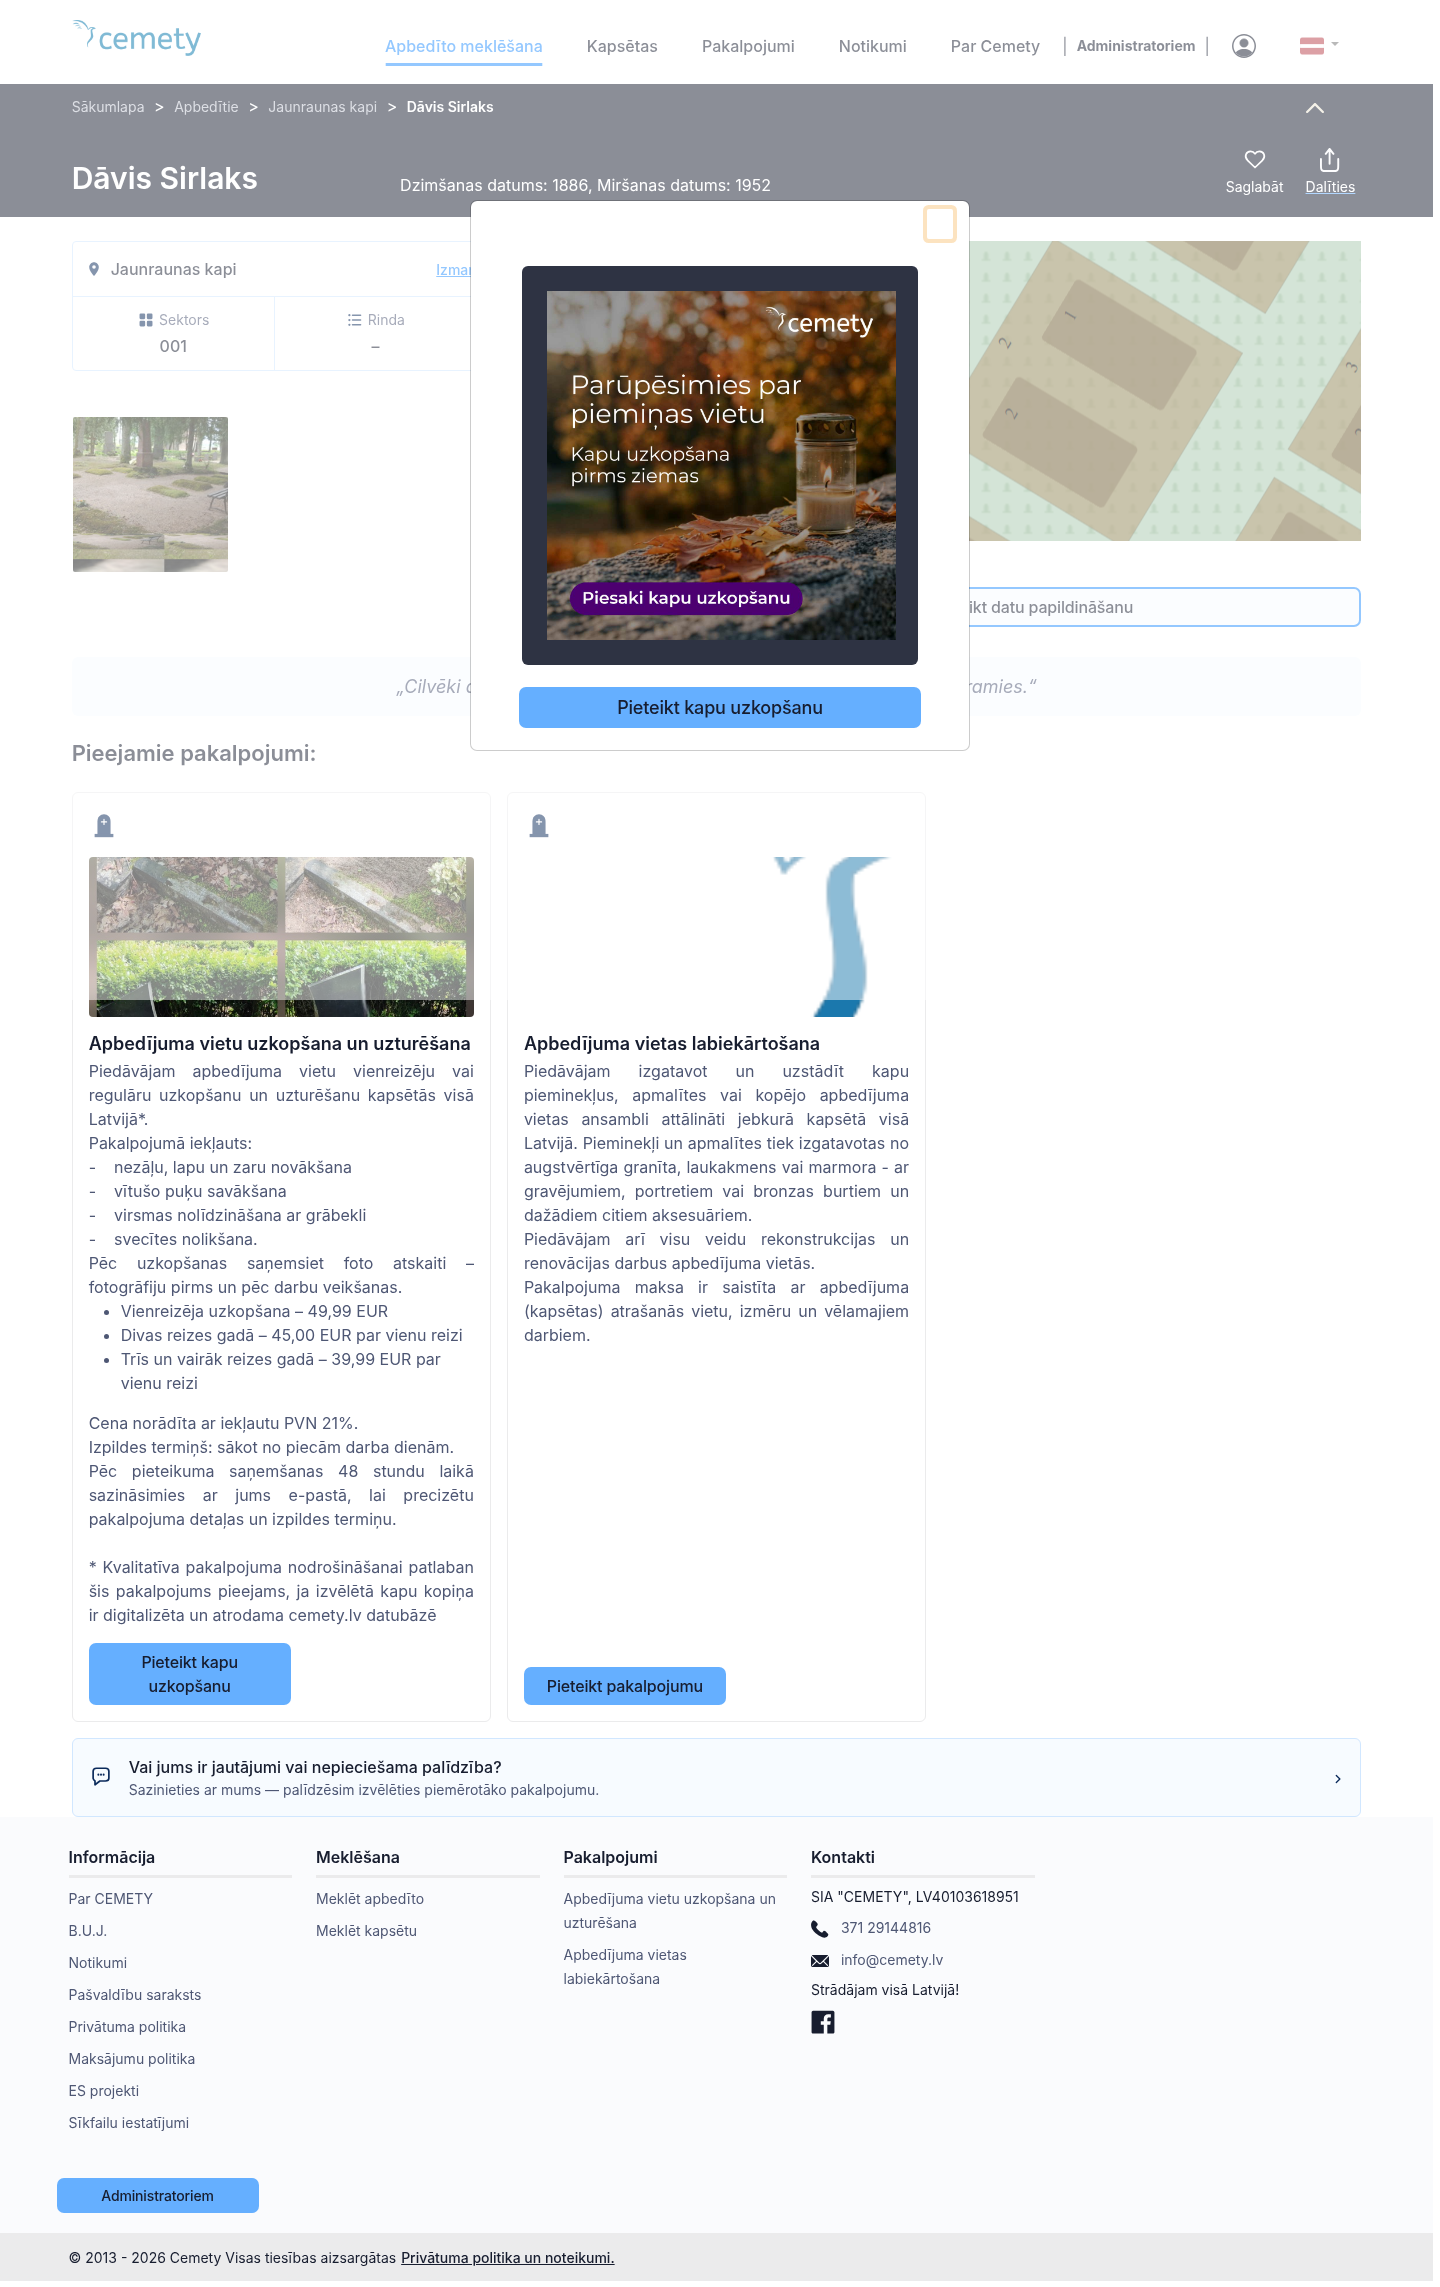 cemety
Apbedīto meklēšana
Kapsētas
Pakalpojumi
Notikumi
Par Cemety
| Administratoriem |
Sākumlapa > Apbedītie > Jaunraunas kapi > Dāvis Sirlaks
Dāvis Sirlaks
Dzimšanas datums: 1886, Miršanas datums: 1952
Saglabāt
Dalīties
Jaunraunas kapi
Sektors
001
Rinda
–
1
2
2
3
cemety
Parūpēsimies par
piemiņas vietu
Kapu uzkopšana
pirms ziemas
Piesaki kapu uzkopšanu
Pieteikt kapu uzkopšanu
datu papildināšanu
„Cilvēki
Pieejamie pakalpojumi:
Apbedījuma vietu uzkopšana un uzturēšana
Piedāvājam apbedījuma vietu vienreizēju vai
regulāru uzkopšanu un uzturēšanu kapsētās visā
Latvijā*.
Pakalpojumā iekļauts:
- nezāļu, lapu un zaru novākšana
- vītušo puķu savākšana
- virsmas nolīdzināšana ar grābekli
- svecītes nolikšana.
Pēc uzkopšanas saņemsiet foto atskaiti –
fotogrāfiju pirms un pēc darbu veikšanas.
• Vienreizēja uzkopšana – 49,99 EUR
• Divas reizes gadā – 45,00 EUR par vienu reizi
• Trīs un vairāk reizes gadā – 39,99 EUR par
vienu reizi
Cena norādīta ar iekļautu PVN 21%.
Izpildes termiņš: sākot no piecām darba dienām.
Pēc pieteikuma saņemšanas 48 stundu laikā
sazināsimies ar jums e-pastā, lai precizētu
pakalpojuma detaļas un izpildes termiņu.
* Kvalitatīva pakalpojuma nodrošināšanai patlaban
šis pakalpojums pieejams, ja izvēlētā kapu kopiņa
ir digitalizēta un atrodama cemety.lv datubāzē
Pieteikt kapu
uzkopšanu
Apbedījuma vietas labiekārtošana
Piedāvājam izgatavot un uzstādīt kapu
pieminekļus, apmalītes vai kopējo apbedījuma
vietas ansambli attālināti jebkurā kapsētā visā
Latvijā. Pieminekļi un apmalītes tiek izgatavotas no
augstvērtīga granīta, laukakmens vai marmora - ar
gravējumiem, portretiem vai bronzas burtiem un
dažādiem citiem aksesuāriem.
Piedāvājam arī visu veidu rekonstrukcijas un
renovācijas darbus apbedījuma vietās.
Pakalpojuma maksa ir saistīta ar apbedījuma
(kapsētas) atrašanās vietu, izmēru un vēlamajiem
darbiem.
Pieteikt pakalpojumu
Vai jums ir jautājumi vai nepieciešama palīdzība?
Sazinieties ar mums — palīdzēsim izvēlēties piemērotāko pakalpojumu.
Informācija
Par CEMETY
B.U.J.
Notikumi
Pašvaldību saraksts
Privātuma politika
Maksājumu politika
ES projekti
Sīkfailu iestatījumi
Meklēšana
Meklēt apbedīto
Meklēt kapsētu
Pakalpojumi
Apbedījuma vietu uzkopšana un
uzturēšana
Apbedījuma vietas
labiekārtošana
Kontakti
SIA "CEMETY", LV40103618951
371 29144816
info@cemety.lv
Strādājam visā Latvijā!
Administratoriem
© 2013 - 2026 Cemety Visas tiesības aizsargātas Privātuma politika un noteikumi.